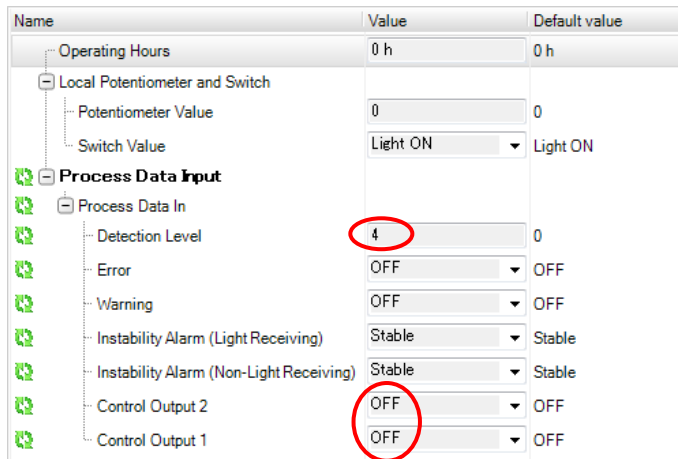 Name Value Default value
Operating Hours 0 h 0 h
Local Potentiometer and Switch
Potentiometer Value 0 0
Switch Value Light ON Light ON
Process Data Input
Process Data In
Detection Level 4 0
Error OFF OFF
Warning OFF OFF
Instability Alarm (Light Receiving) Stable Stable
Instability Alarm (Non-Light Receiving) Stable Stable
Control Output 2 OFF OFF
Control Output 1 OFF OFF